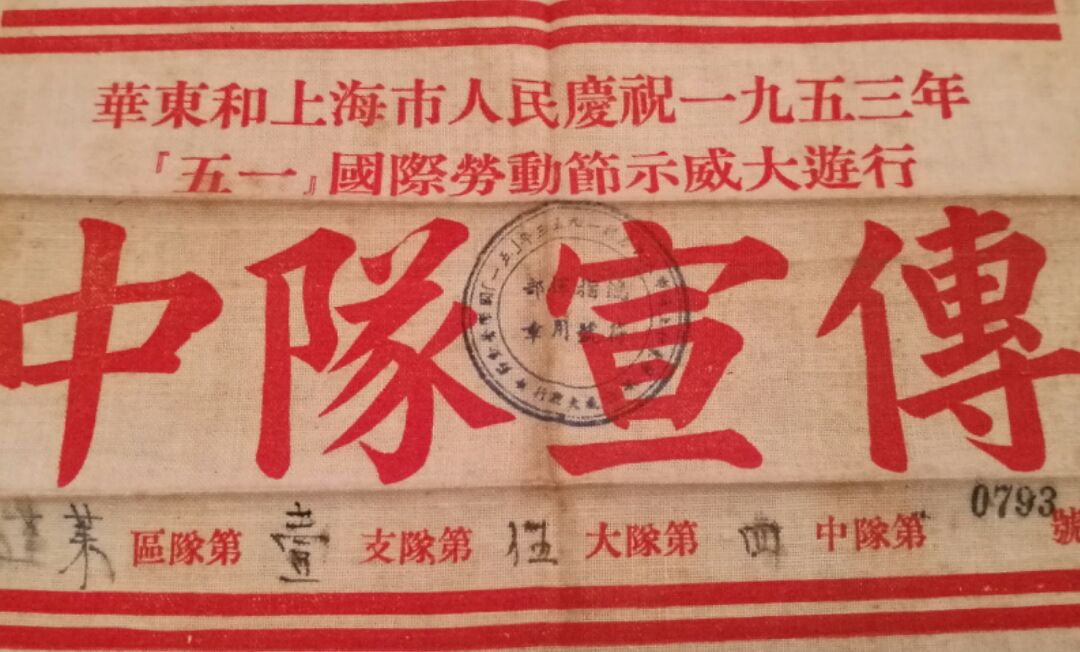 華東和上海市人民慶祝一九五三年
『五一』國際勞動節示威大遊行
中隊宣傳
區隊第 壹 支隊第 伍 大隊第 四 中隊第 0793 號